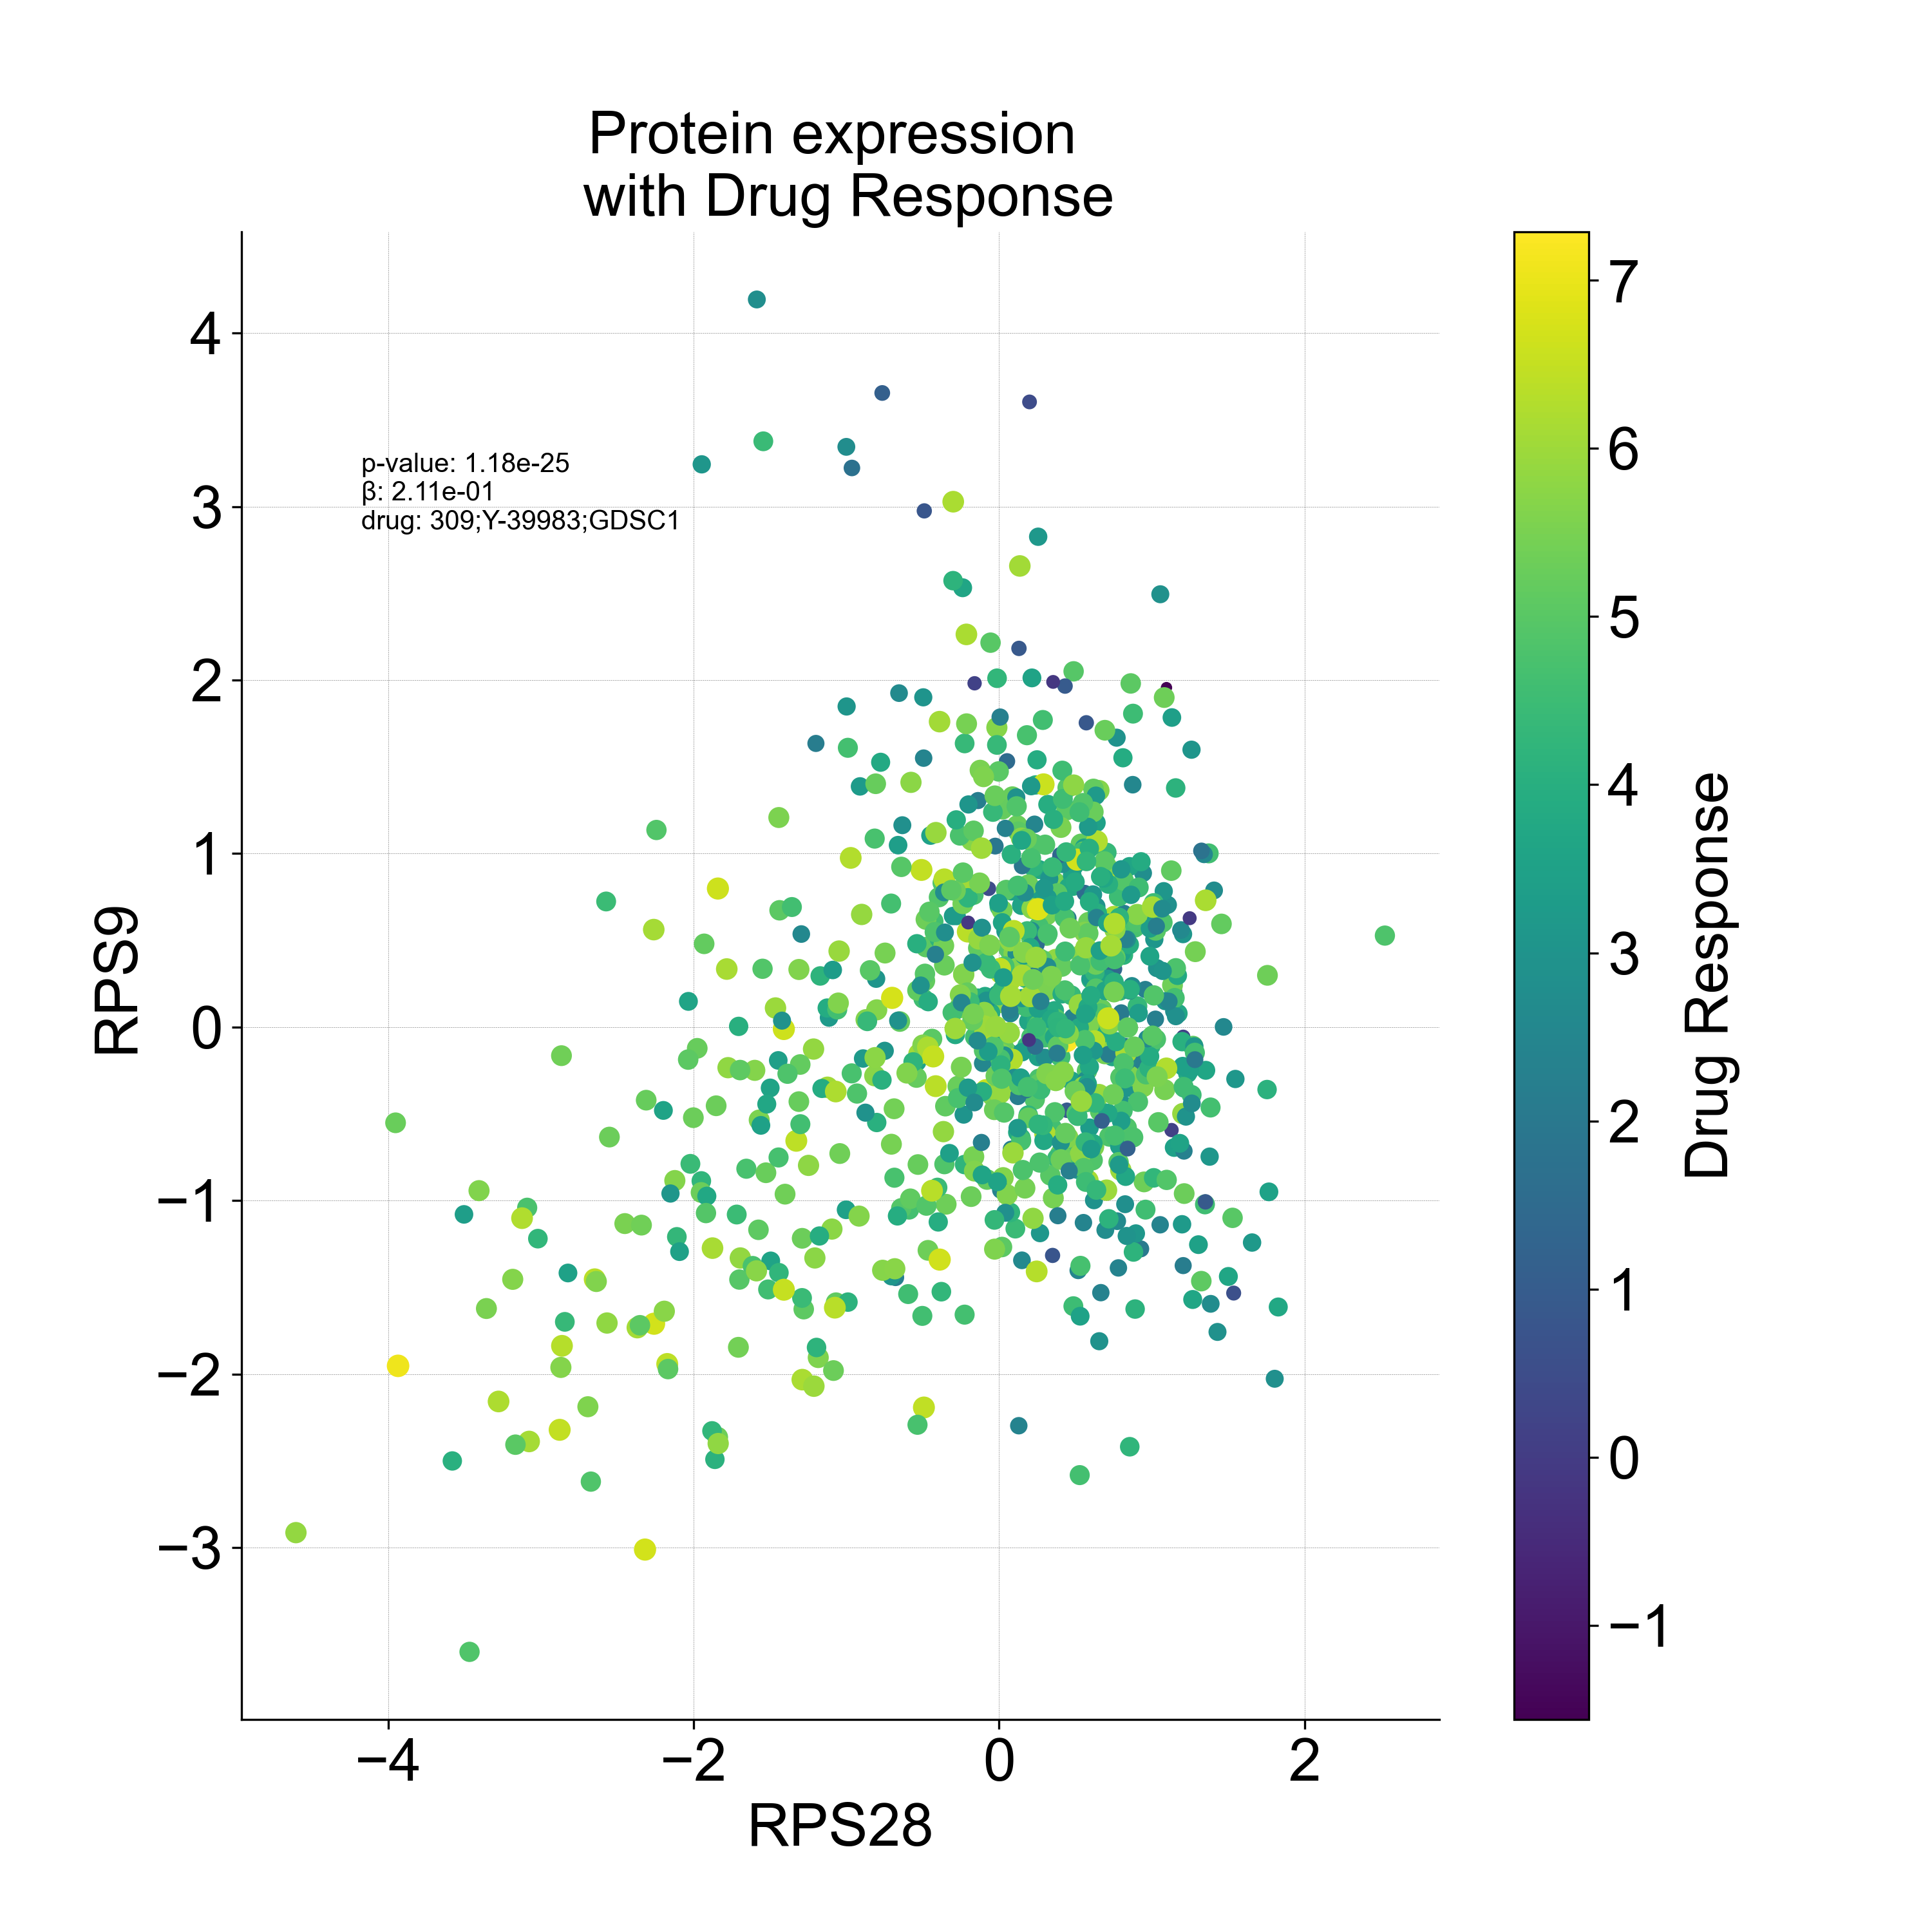 Protein expression
with Drug Response
p-value: 1.18e-25
β: 2.11e-01
drug: 309;Y-39983;GDSC1
RPS9
4
3
2
1
0
−1
−2
−3
−4
−2
0
2
RPS28
7
6
5
4
3
2
1
0
−1
Drug Response